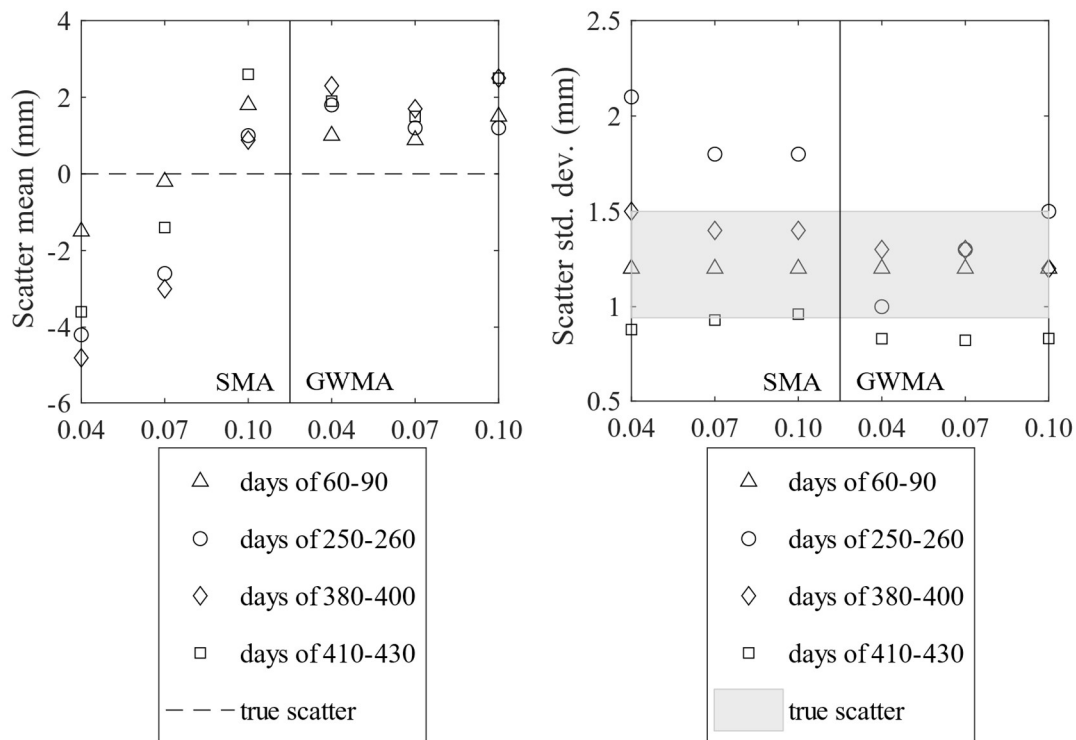 Scatter mean (mm)
4
2
0
-2
-4
-6
SMA GWMA
0.04 0.07 0.10 0.04 0.07 0.10
days of 60-90
days of 250-260
days of 380-400
days of 410-430
true scatter
Scatter std. dev. (mm)
2.5
2
1.5
1
0.5
SMA GWMA
0.04 0.07 0.10 0.04 0.07 0.10
days of 60-90
days of 250-260
days of 380-400
days of 410-430
true scatter